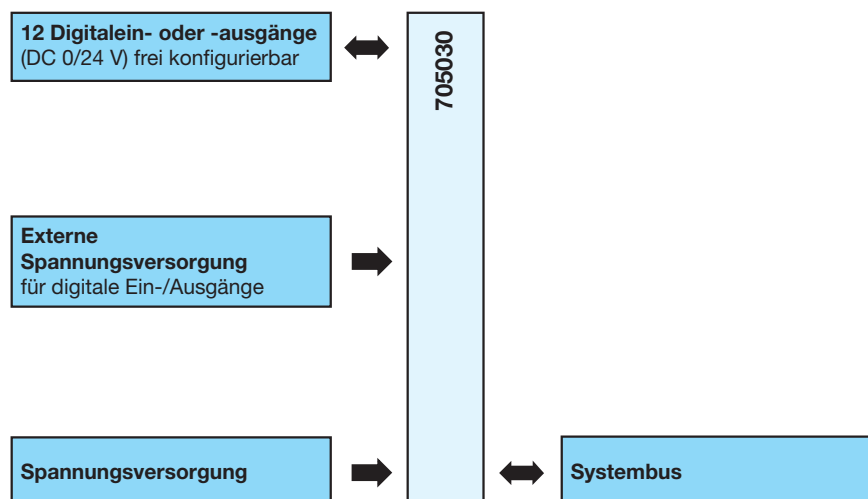 12 Digitalein- oder -ausgänge
(DC 0/24 V) frei konfigurierbar
705030
Externe
Spannungsversorgung
für digitale Ein-/Ausgänge
Spannungsversorgung
Systembus